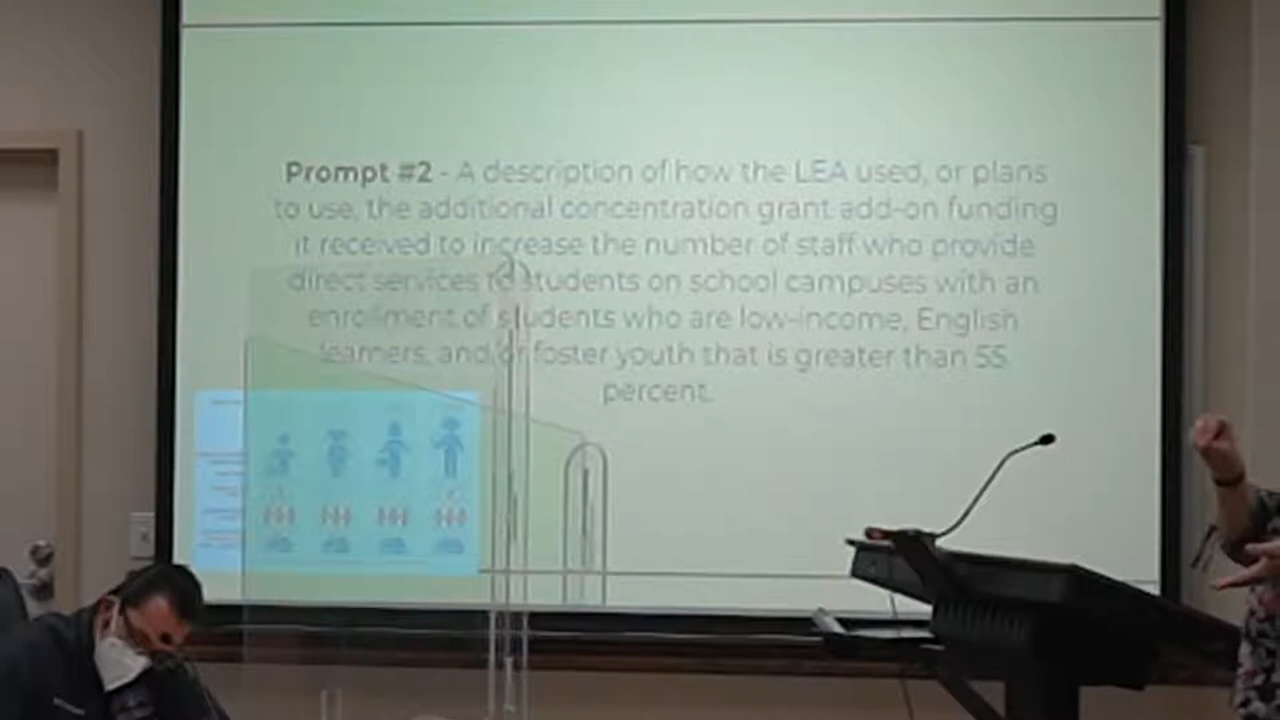 Prompt #2 - A description of how the LEA used, or plans
to use, the additional concentration grant add-on funding
it received to increase the number of staff who provide
direct services to students on school campuses with an
enrollment of students who are low-income, English
learners, and/or foster youth that is greater than 55
percent.